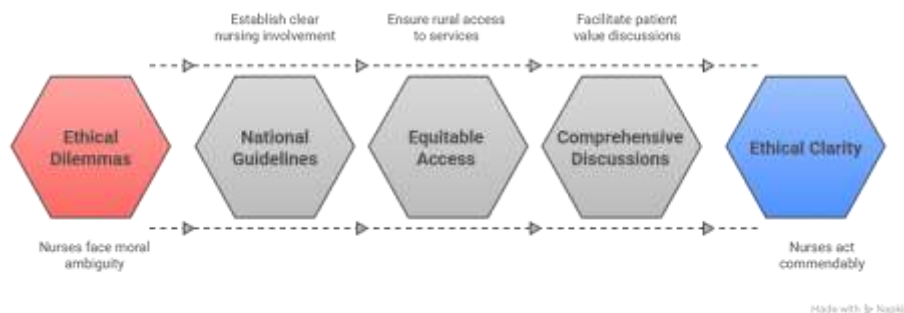 Establish clear
nursing involvement
Ensure rural access
to services
Facilitate patient
value discussions
Ethical
Dilemmas
National
Guidelines
Equitable
Access
Comprehensive
Discussions
Ethical Clarity
Nurses face moral
ambiguity
Nurses act
commendably
Made with Napki